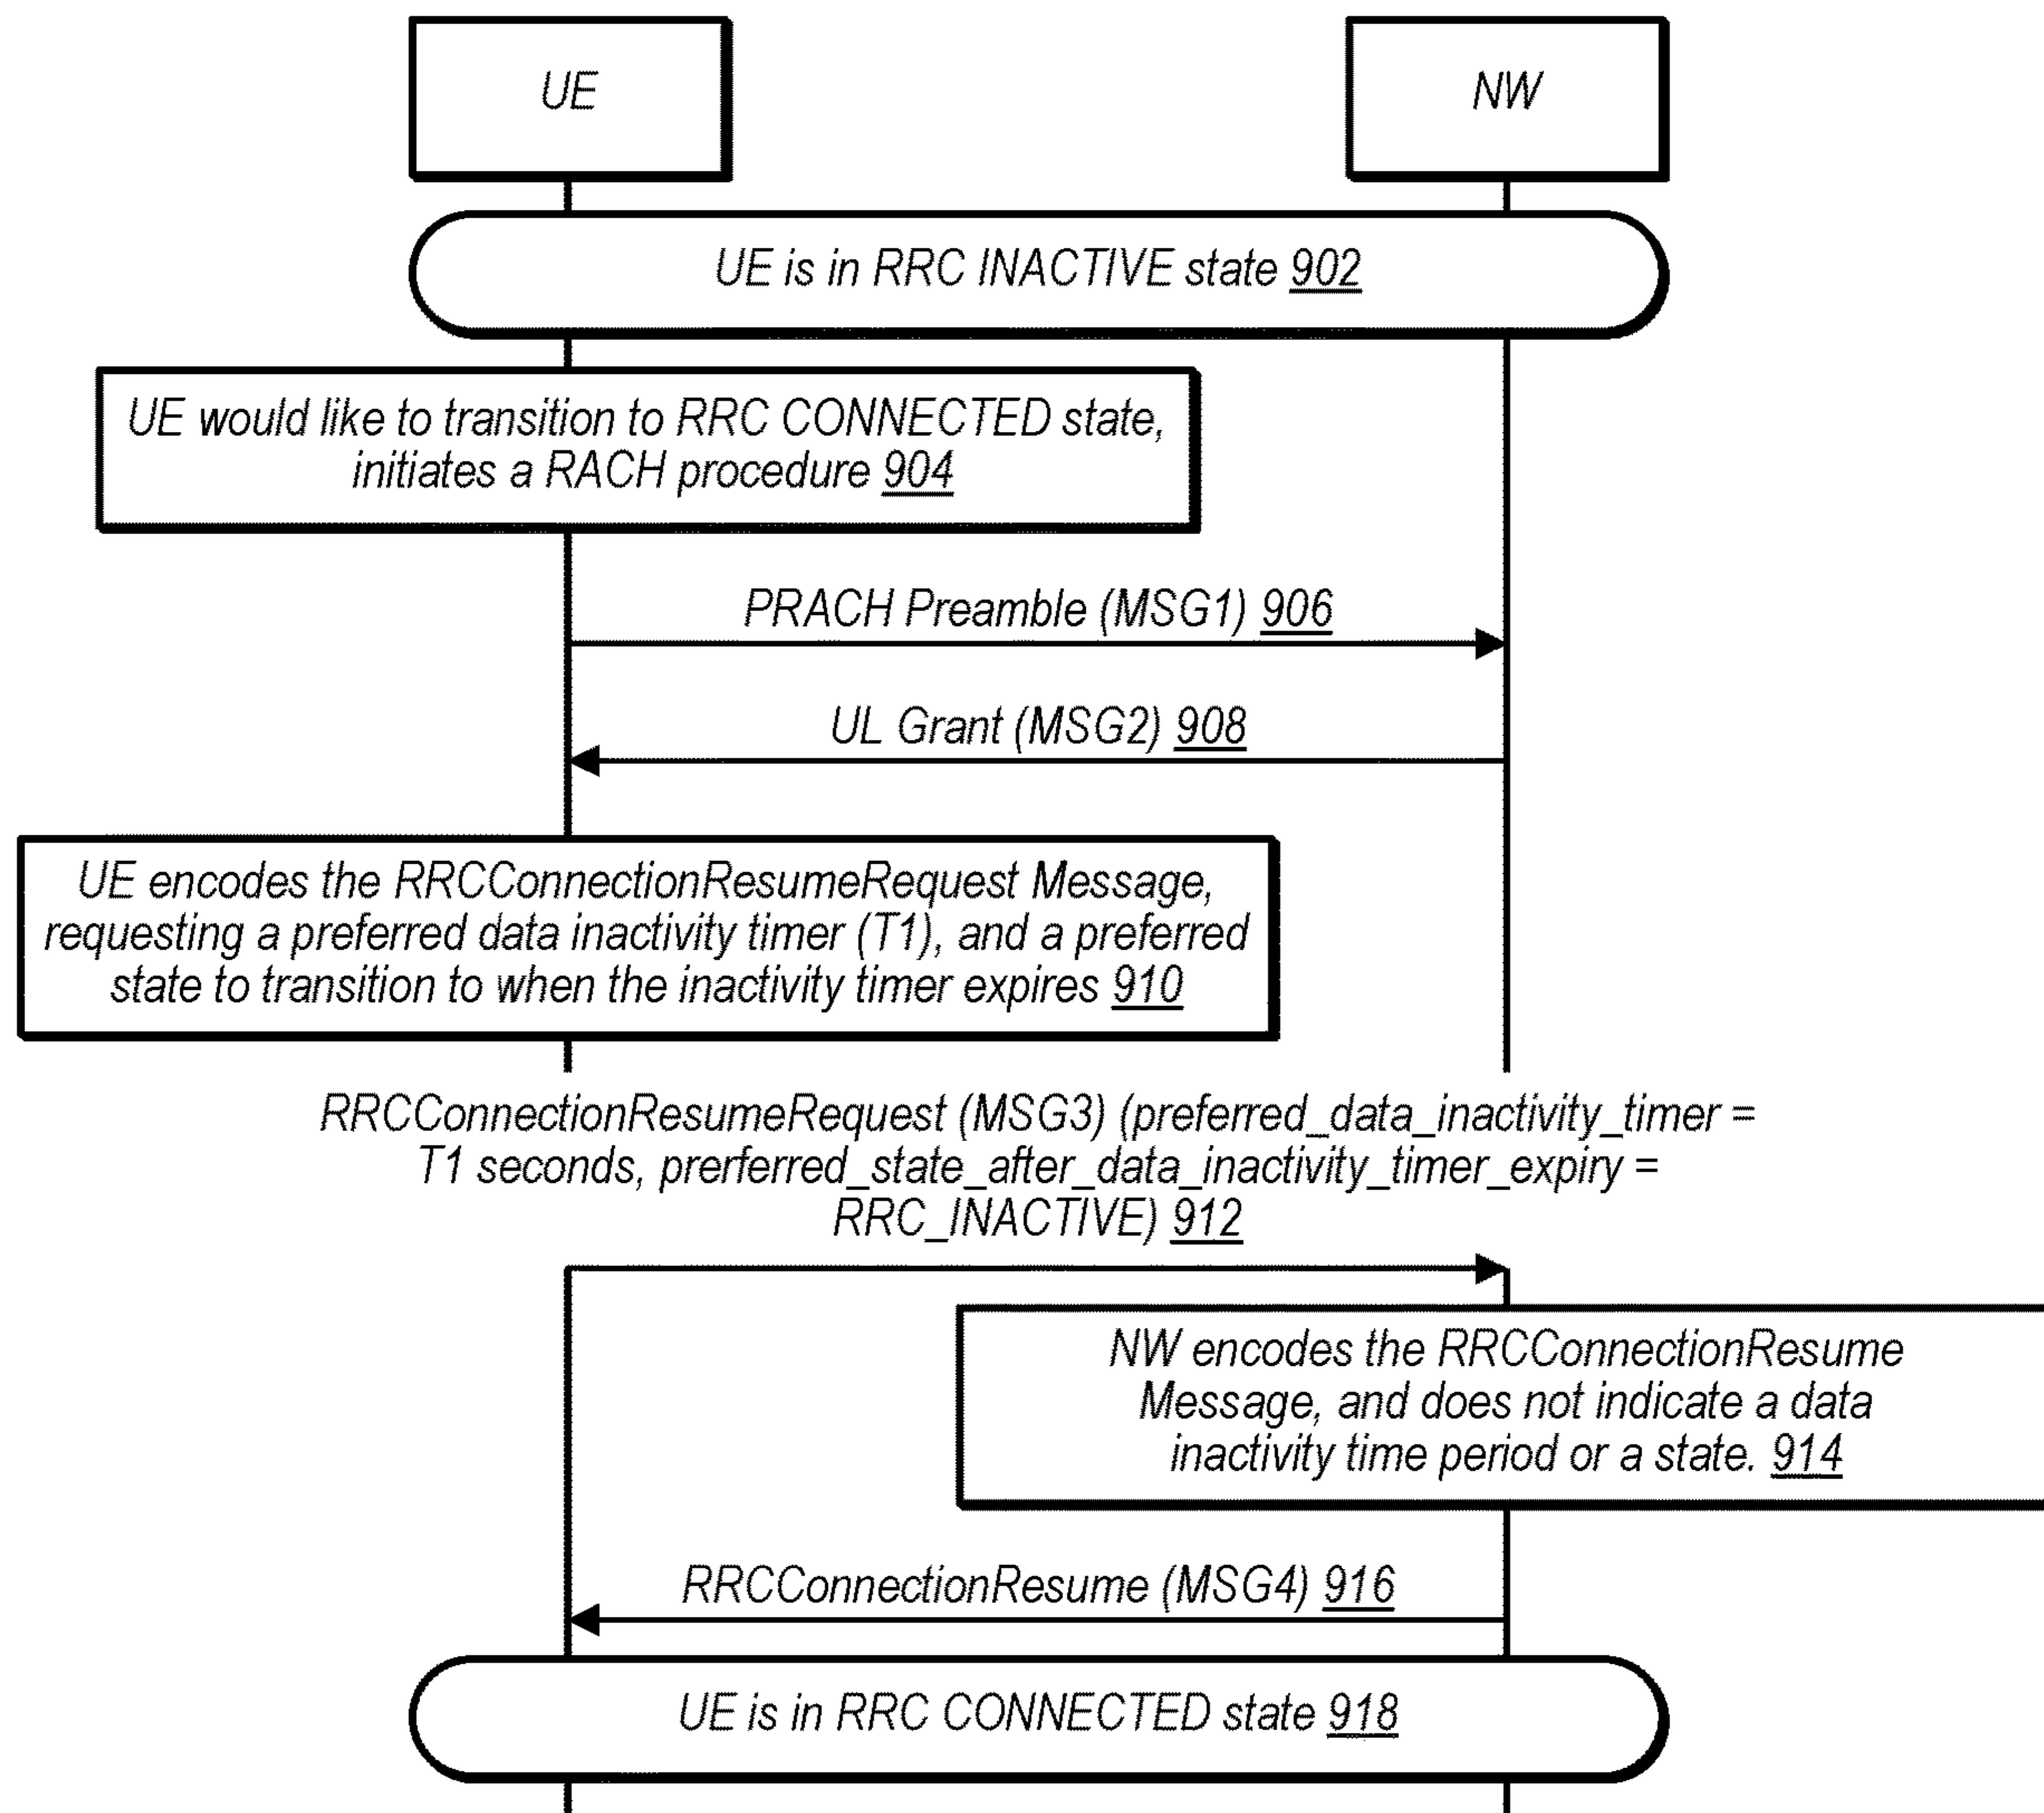 UE
NW
UE is in RRC INACTIVE state 902
UE would like to transition to RRC CONNECTED state,
initiates a RACH procedure 904
PRACH Preamble (MSG1) 906
UL Grant (MSG2) 908
UE encodes the RRCConnectionResumeRequest Message,
requesting a preferred data inactivity timer (T1), and a preferred
state to transition to when the inactivity timer expires 910
RRCConnectionResumeRequest (MSG3) (preferred_data_inactivity_timer =
T1 seconds, prerferred_state_after_data_inactivity_timer_expiry =
RRC_INACTIVE) 912
NW encodes the RRCConnectionResume
Message, and does not indicate a data
inactivity time period or a state. 914
RRCConnectionResume (MSG4) 916
UE is in RRC CONNECTED state 918